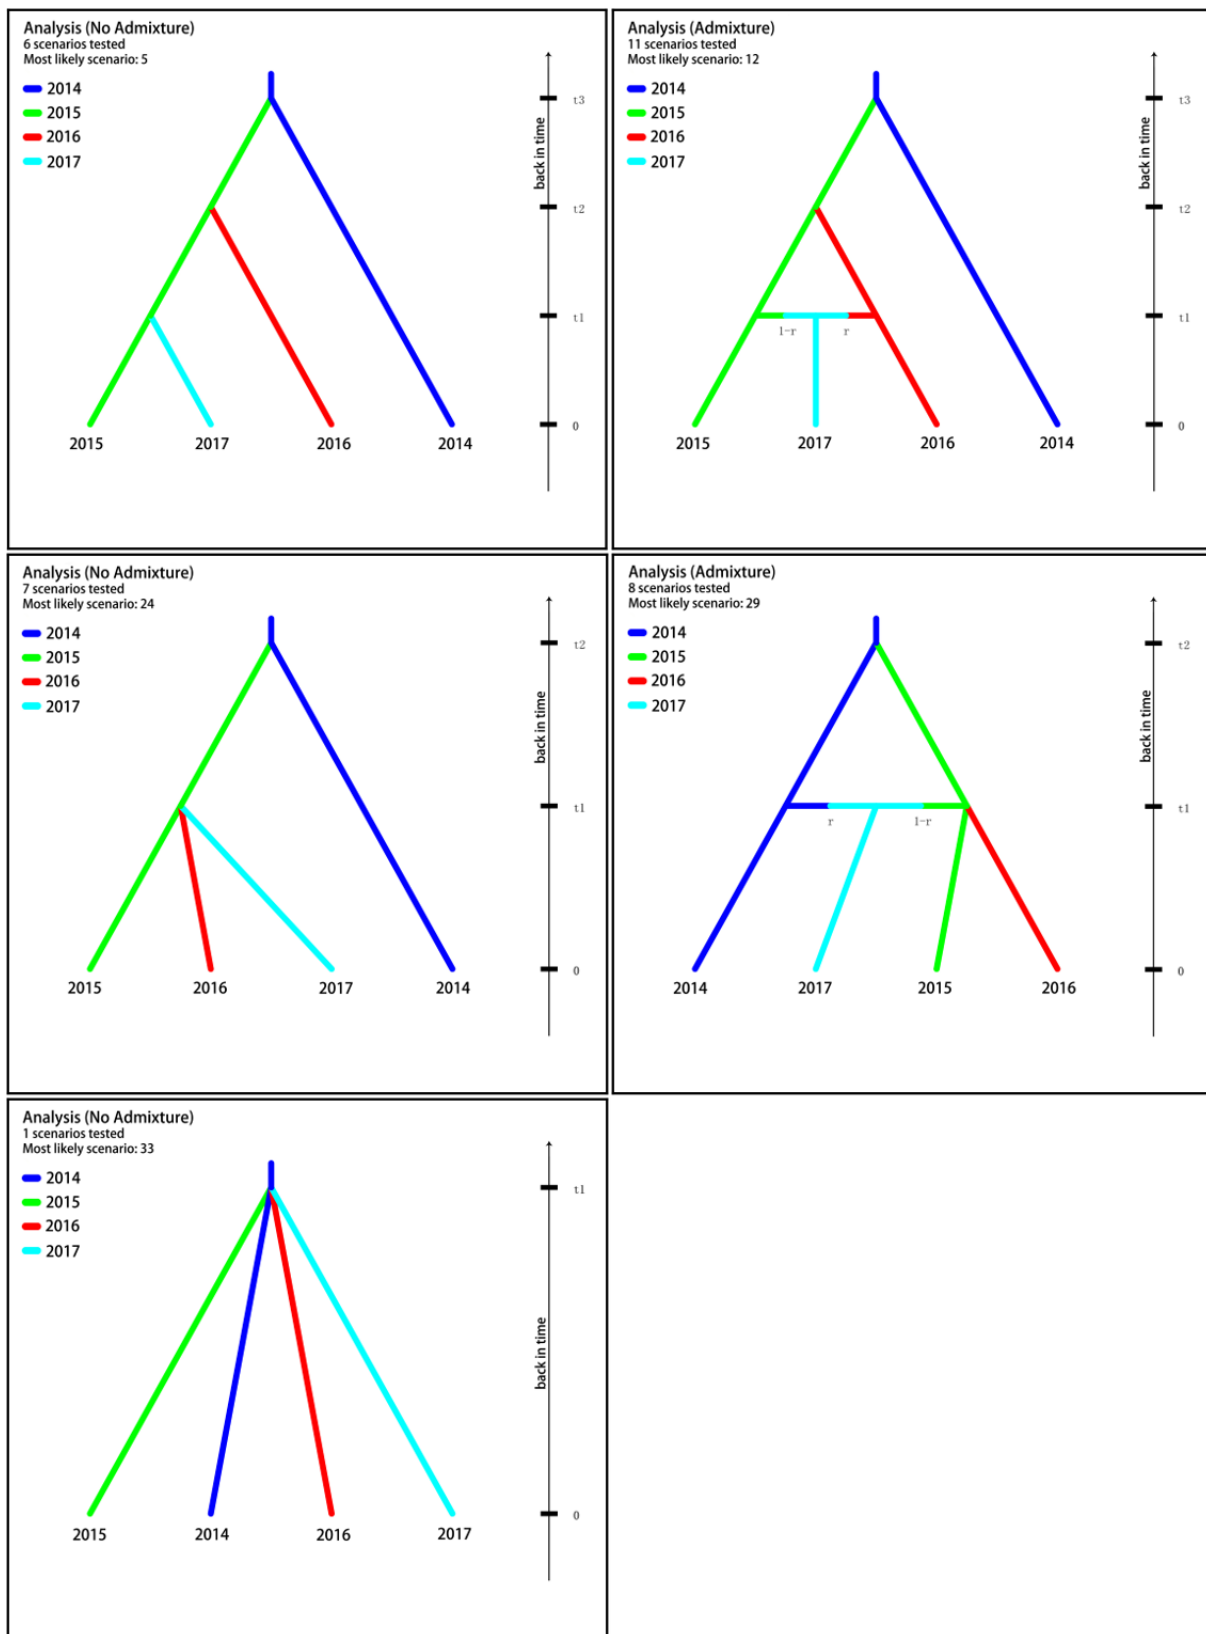 Analysis (No Admixture)
6 scenarios tested
Most likely scenario: 5
2014
2015
2016
2017
back in time
t3
t2
t1
0
2015
2017
2016
2014
Analysis (Admixture)
11 scenarios tested
Most likely scenario: 12
2014
2015
2016
2017
back in time
t3
t2
t1
1-r
r
0
2015
2017
2016
2014
Analysis (No Admixture)
7 scenarios tested
Most likely scenario: 24
2014
2015
2016
2017
back in time
t2
t1
0
2015
2016
2017
2014
Analysis (Admixture)
8 scenarios tested
Most likely scenario: 29
2014
2015
2016
2017
back in time
t2
t1
r
1-r
0
2014
2017
2015
2016
Analysis (No Admixture)
1 scenarios tested
Most likely scenario: 33
2014
2015
2016
2017
back in time
t1
0
2015
2014
2016
2017